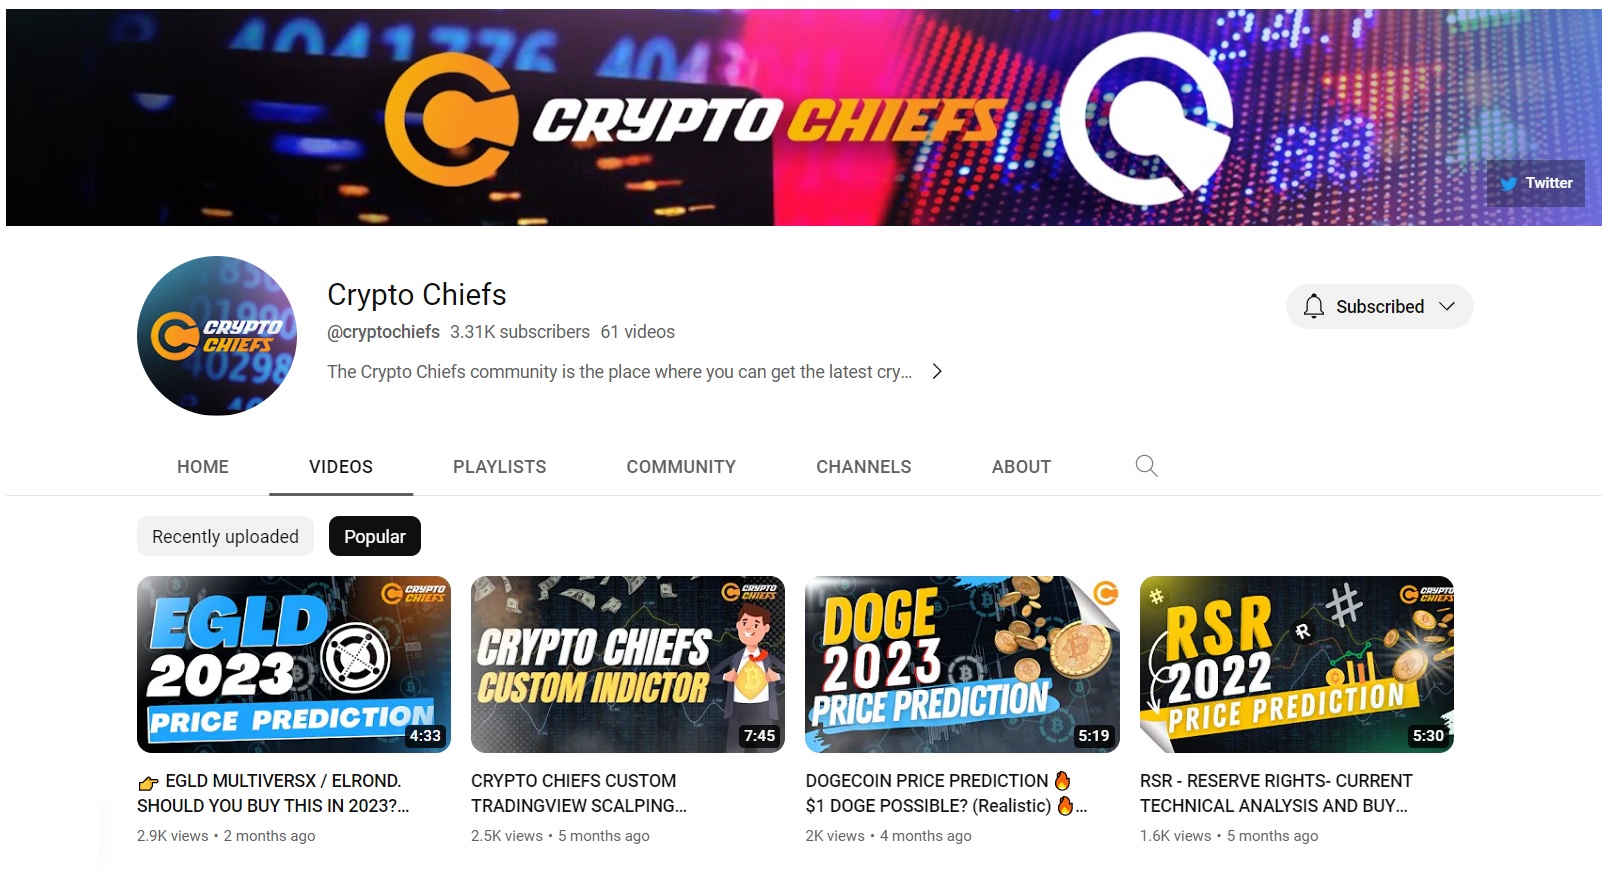 CRYPTO CHIEFS
Twitter
CRYPTO
CHIEFS
Crypto Chiefs
@cryptochiefs 3.31K subscribers 61 videos
The Crypto Chiefs community is the place where you can get the latest cry...
Subscribed
HOME VIDEOS PLAYLISTS COMMUNITY CHANNELS ABOUT
Recently uploaded Popular
CRYPTO
CHIEFS
EGLD
2023
PRICE PREDICTION
4:33
CRYPTO
CHIEFS
CRYPTO CHIEFS
CUSTOM INDICTOR
7:45
DOGE
2023
PRICE PREDICTION
5:19
CRYPTO
CHIEFS
RSR
2022
PRICE PREDICTION
5:30
👉 EGLD MULTIVERSX / ELROND.
SHOULD YOU BUY THIS IN 2023?...
2.9K views • 2 months ago
CRYPTO CHIEFS CUSTOM
TRADINGVIEW SCALPING...
2.5K views • 5 months ago
DOGECOIN PRICE PREDICTION 🔥
$1 DOGE POSSIBLE? (Realistic) 🔥...
2K views • 4 months ago
RSR - RESERVE RIGHTS- CURRENT
TECHNICAL ANALYSIS AND BUY...
1.6K views • 5 months ago